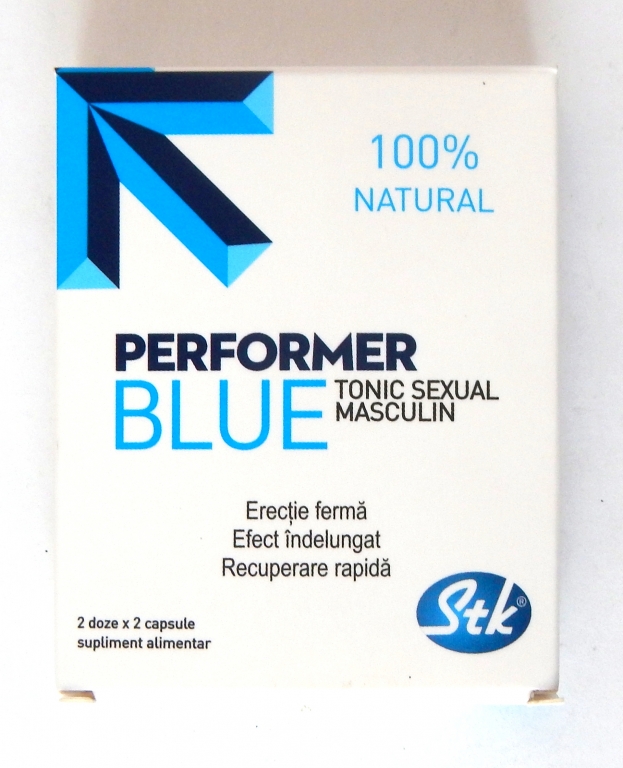 100%
NATURAL
PERFORMER
BLUE
TONIC SEXUAL
MASCULIN
Erecție fermă
Efect îndelungat
Recuperare rapidă
2 doze x 2 capsule
supliment alimentar
Stk®